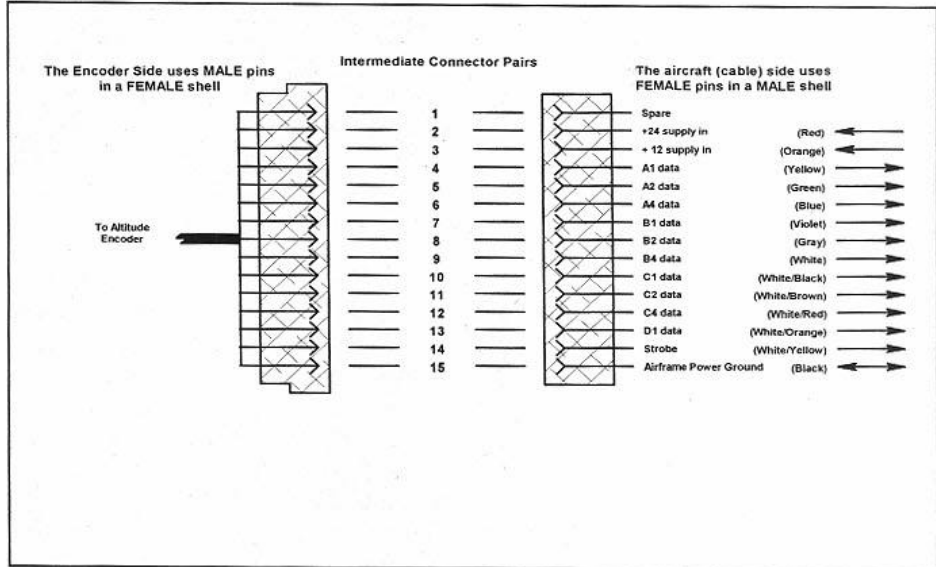 Intermediate Connector Pairs
The Encoder Side uses MALE pins
in a FEMALE shell
The aircraft (cable) side uses
FEMALE pins in a MALE shell
1 Spare
2 +24 supply in (Red)
3 + 12 supply in (Orange)
4 A1 data (Yellow)
5 A2 data (Green)
6 A4 data (Blue)
7 B1 data (Violet)
To Altitude
Encoder
8 B2 data (Gray)
9 B4 data (White)
10 C1 data (White/Black)
11 C2 data (White/Brown)
12 C4 data (White/Red)
13 D1 data (White/Orange)
14 Strobe (White/Yellow)
15 Airframe Power Ground (Black)